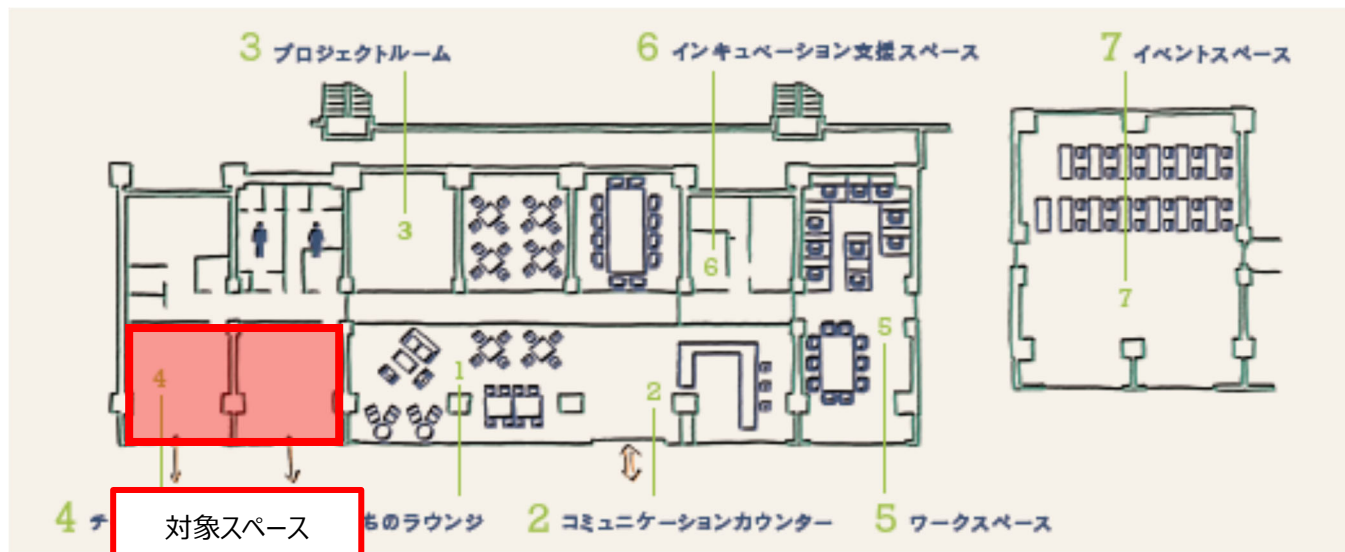 3 プロジェクトルーム
6 インキュベーション支援スペース
7 イベントスペース
3
6
7
5
4
1
2
4 チ
対象スペース
ちのラウンジ
2 コミュニケーションカウンター
5 ワークスペース